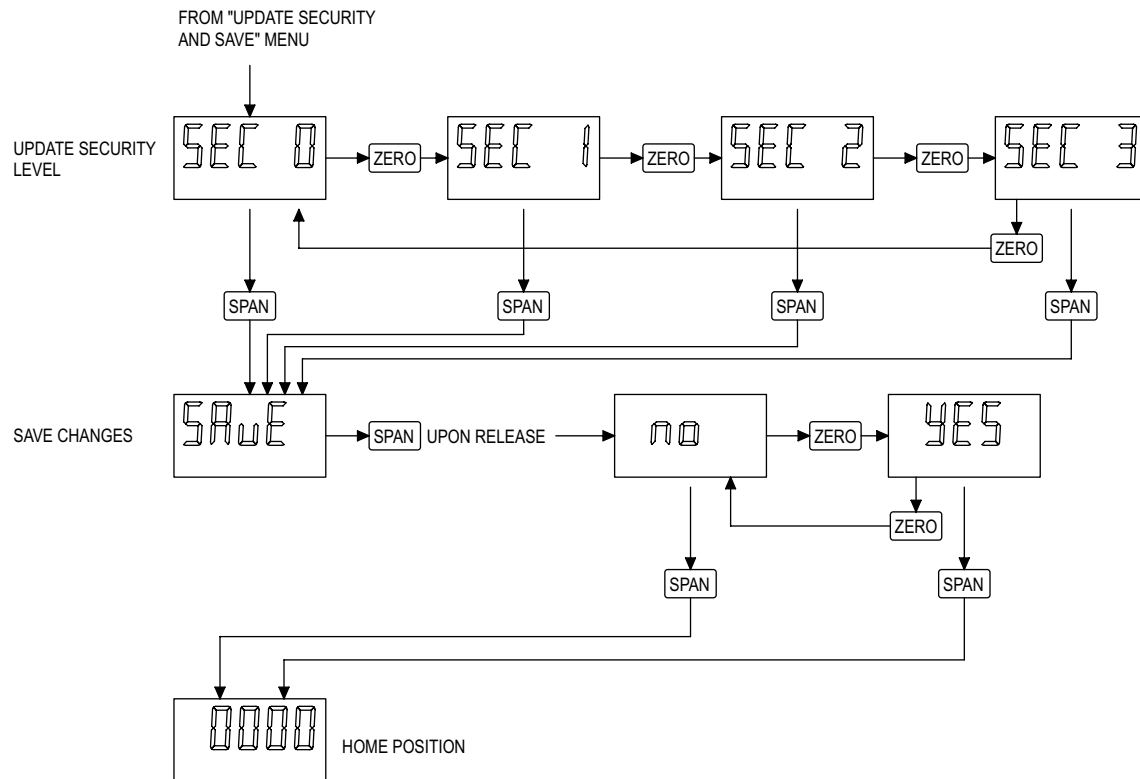 FROM "UPDATE SECURITY
AND SAVE" MENU
UPDATE SECURITY
LEVEL
SEC 0
ZERO
SEC 1
ZERO
SEC 2
ZERO
SEC 3
ZERO
SPAN
SPAN
SPAN
SPAN
SAVE CHANGES
SAvE
SPAN UPON RELEASE
no
ZERO
YES
ZERO
SPAN
SPAN
0000
HOME POSITION